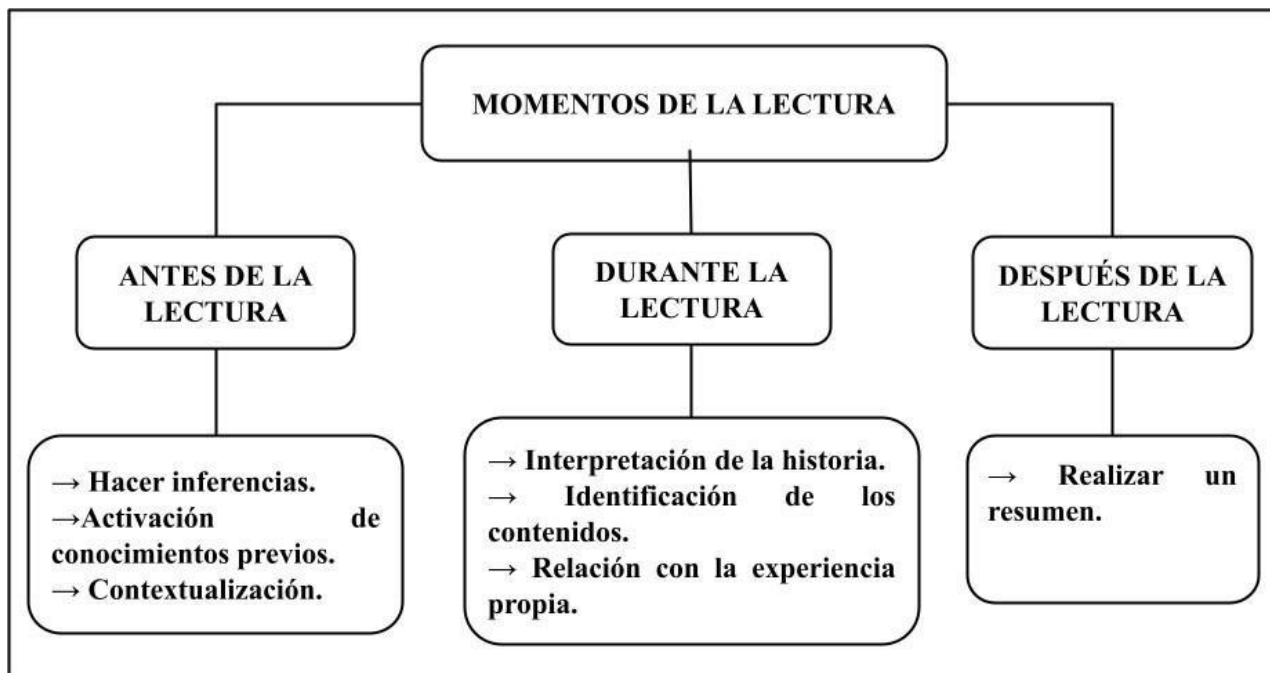 MOMENTOS DE LA LECTURA
ANTES DE LA
LECTURA
DURANTE LA
LECTURA
DESPUÉS DE LA
LECTURA
→ Hacer inferencias.
→Activación de
conocimientos previos.
→ Contextualización.
→ Interpretación de la historia.
→ Identificación de los
contenidos.
→ Relación con la experiencia
propia.
→ Realizar un
resumen.